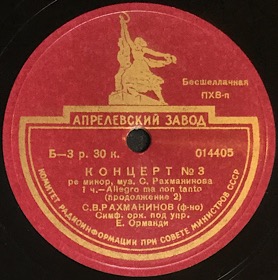 Бесшеллачная
ПХВ-п
АПРЕЛЕВСКИЙ ЗАВОД
Б—3 р. 30 к. 014405
КОНЦЕРТ №3
ре минор, муз. С. Рахманинова
I ч.—Allegro ma non tanto
(продолжение 2)
С.В.РАХМАНИНОВ (ф-но)
Симф. орк. под упр.
Е. Орманди
КОМИТЕТ РАДИОИНФОРМАЦИИ ПРИ СОВЕТЕ МИНИСТРОВ СССР